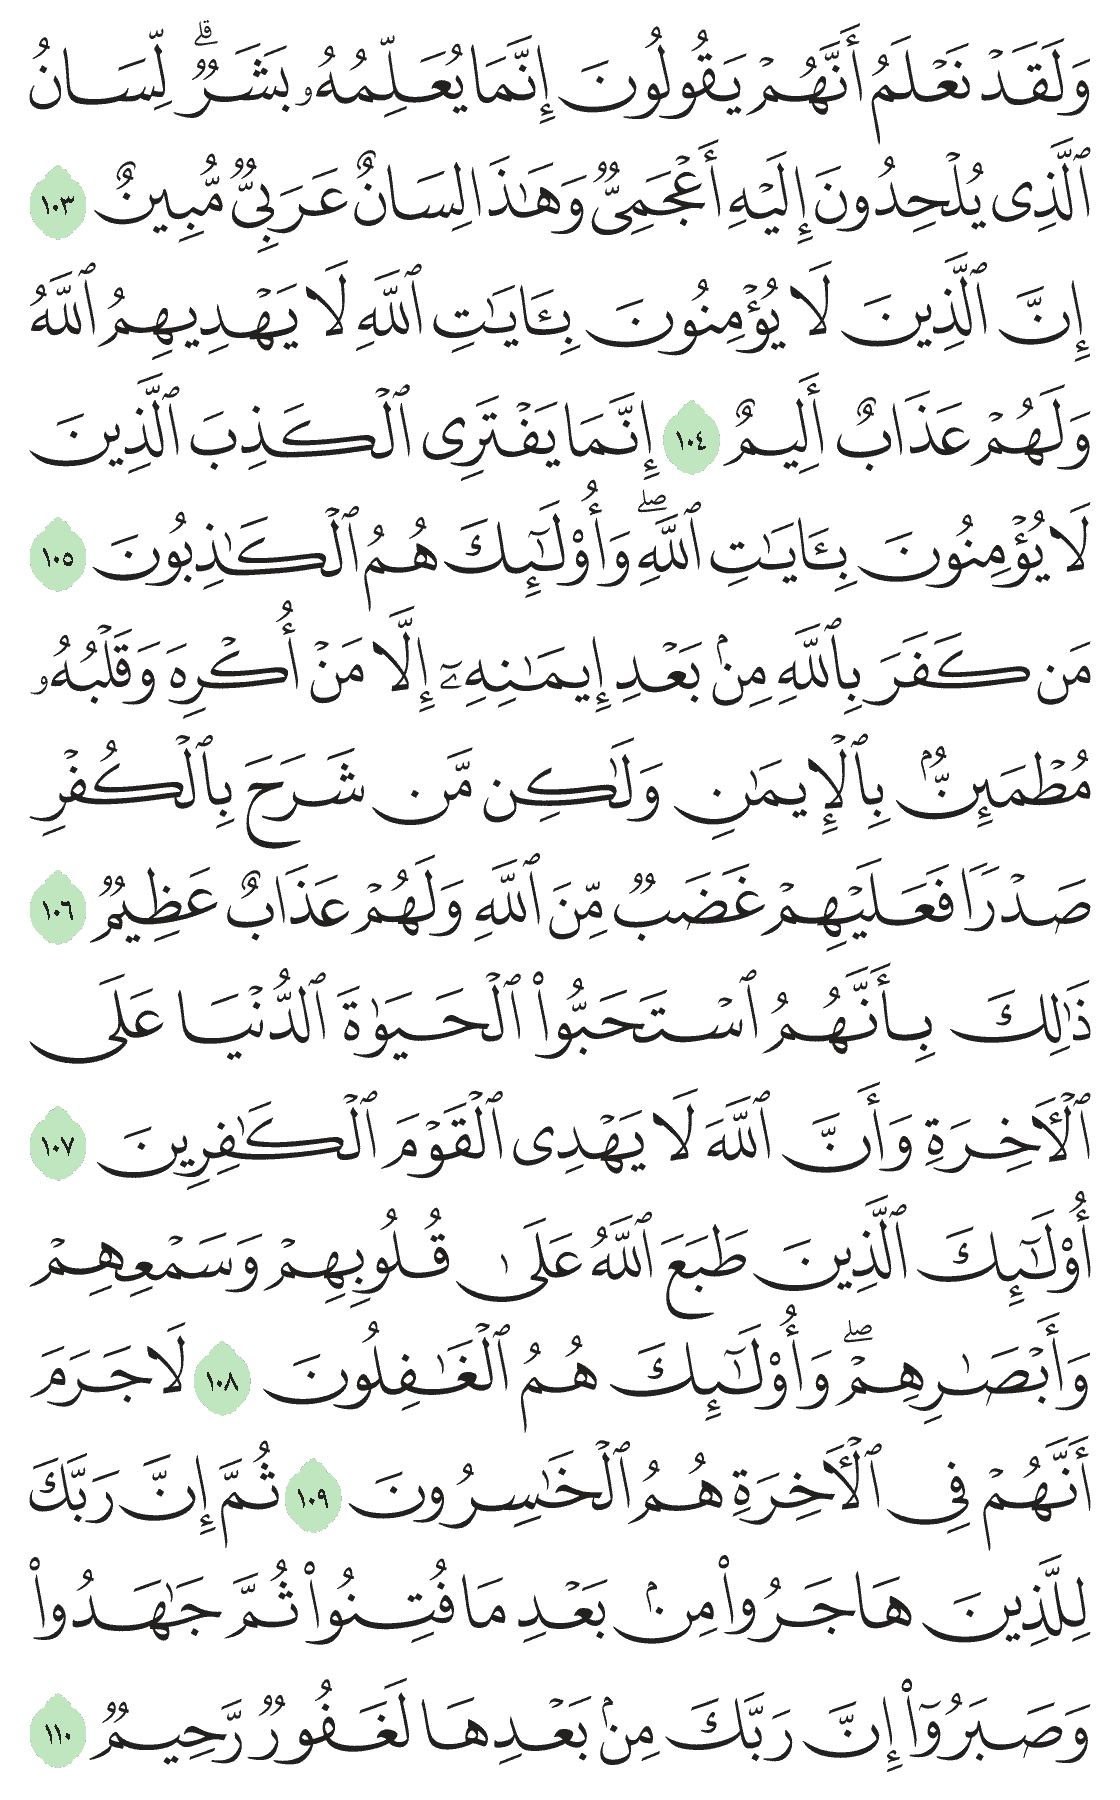 وَلَقَدْ نَعْلَمُ أَنَّهُمْ يَقُولُونَ إِنَّمَا يُعَلِّمُهُۥ بَشَرٌ ۗ لِّسَانُ
ٱلَّذِى يُلْحِدُونَ إِلَيْهِ أَعْجَمِىٌّ وَهَـٰذَا لِسَانٌ عَرَبِىٌّ مُّبِينٌ ١٠٣
إِنَّ ٱلَّذِينَ لَا يُؤْمِنُونَ بِـَٔايَـٰتِ ٱللَّهِ لَا يَهْدِيهِمُ ٱللَّهُ
وَلَهُمْ عَذَابٌ أَلِيمٌ ١٠٤ إِنَّمَا يَفْتَرِى ٱلْكَذِبَ ٱلَّذِينَ
لَا يُؤْمِنُونَ بِـَٔايَـٰتِ ٱللَّهِ ۖ وَأُو۟لَـٰٓئِكَ هُمُ ٱلْكَـٰذِبُونَ ١٠٥
مَن كَفَرَ بِٱللَّهِ مِنۢ بَعْدِ إِيمَـٰنِهِۦٓ إِلَّا مَنْ أُكْرِهَ وَقَلْبُهُۥ
مُطْمَئِنٌّۢ بِٱلْإِيمَـٰنِ وَلَـٰكِن مَّن شَرَحَ بِٱلْكُفْرِ
صَدْرًا فَعَلَيْهِمْ غَضَبٌ مِّنَ ٱللَّهِ وَلَهُمْ عَذَابٌ عَظِيمٌ ١٠٦
ذَٰلِكَ بِأَنَّهُمُ ٱسْتَحَبُّوا۟ ٱلْحَيَوٰةَ ٱلدُّنْيَا عَلَى
ٱلْـَٔاخِرَةِ وَأَنَّ ٱللَّهَ لَا يَهْدِى ٱلْقَوْمَ ٱلْكَـٰفِرِينَ ١٠٧
أُو۟لَـٰٓئِكَ ٱلَّذِينَ طَبَعَ ٱللَّهُ عَلَىٰ قُلُوبِهِمْ وَسَمْعِهِمْ
وَأَبْصَـٰرِهِمْ ۖ وَأُو۟لَـٰٓئِكَ هُمُ ٱلْغَـٰفِلُونَ ١٠٨ لَا جَرَمَ
أَنَّهُمْ فِى ٱلْـَٔاخِرَةِ هُمُ ٱلْخَـٰسِرُونَ ١٠٩ ثُمَّ إِنَّ رَبَّكَ
لِلَّذِينَ هَاجَرُوا۟ مِنۢ بَعْدِ مَا فُتِنُوا۟ ثُمَّ جَـٰهَدُوا۟
وَصَبَرُوٓا۟ إِنَّ رَبَّكَ مِنۢ بَعْدِهَا لَغَفُورٌ رَّحِيمٌ ١١٠